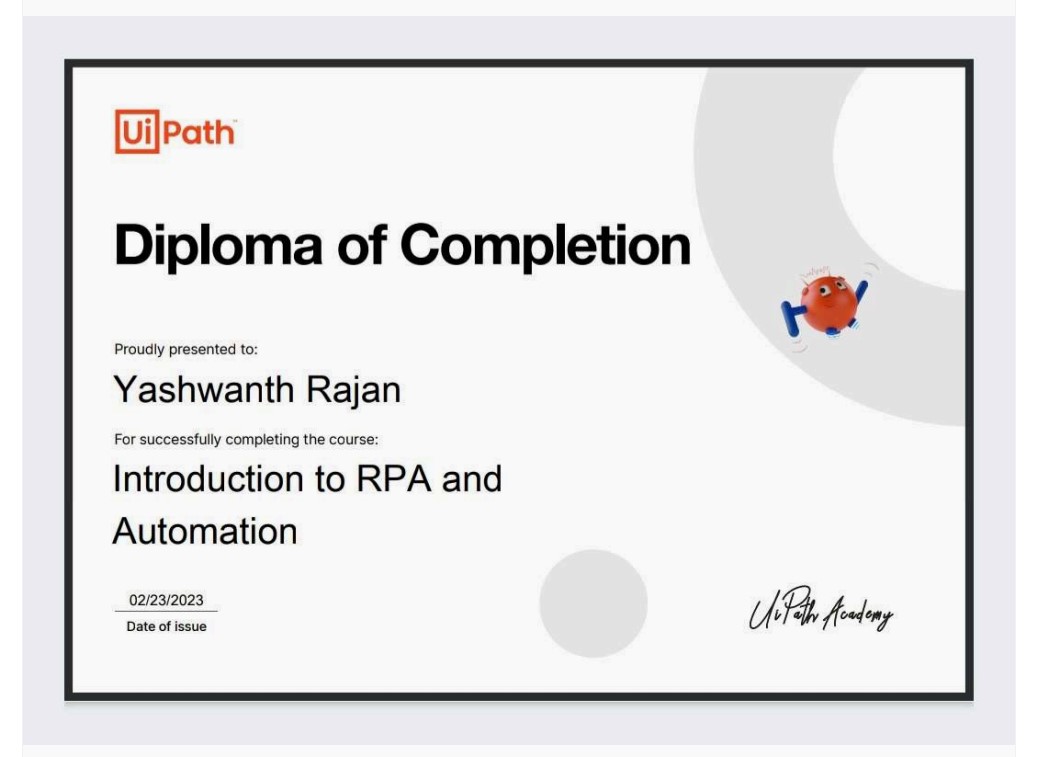 UiPath™
Diploma of Completion
Proudly presented to:
Yashwanth Rajan
For successfully completing the course:
Introduction to RPA and
Automation
02/23/2023
Date of issue
UiPath Academy